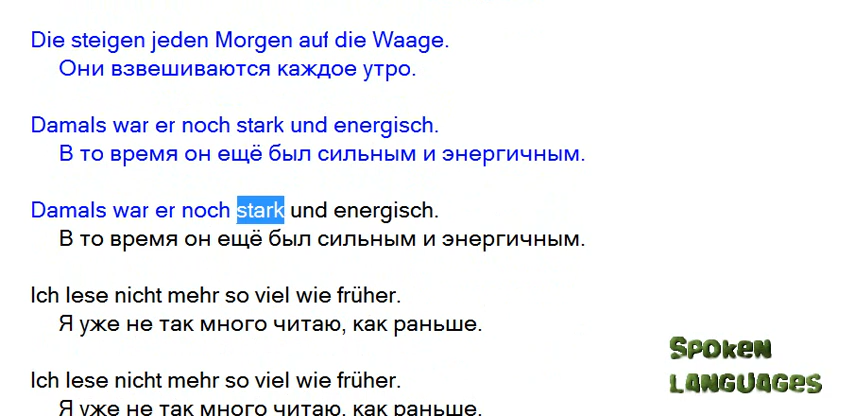 Die steigen jeden Morgen auf die Waage.
Они взвешиваются каждое утро.
Damals war er noch stark und energisch.
В то время он ещё был сильным и энергичным.
Damals war er noch stark und energisch.
В то время он ещё был сильным и энергичным.
Ich lese nicht mehr so viel wie früher.
Я уже не так много читаю, как раньше.
Ich lese nicht mehr so viel wie früher.
Я уже не так много читаю, как раньше.
Spoken
Languages